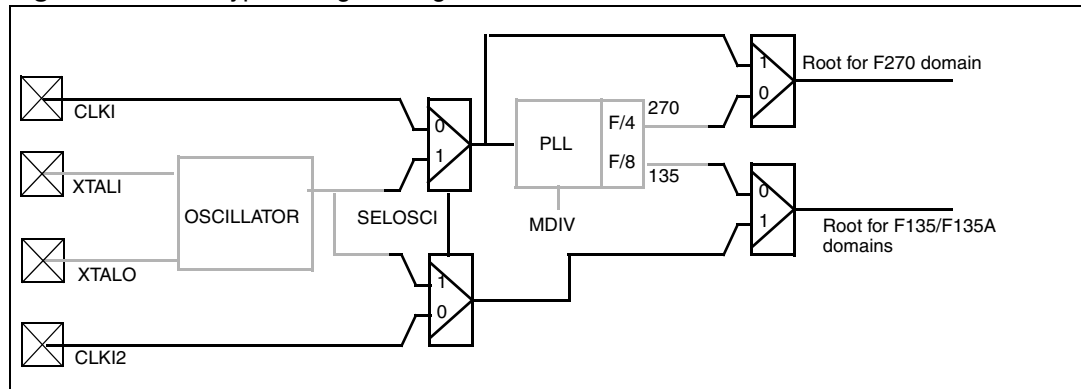 CLKI
XTALI
XTALO
CLKI2
OSCILLATOR
SELOSCI
0
1
1
0
PLL
F/4
F/8
270
135
MDIV
1
0
0
1
Root for F270 domain
Root for F135/F135A
domains